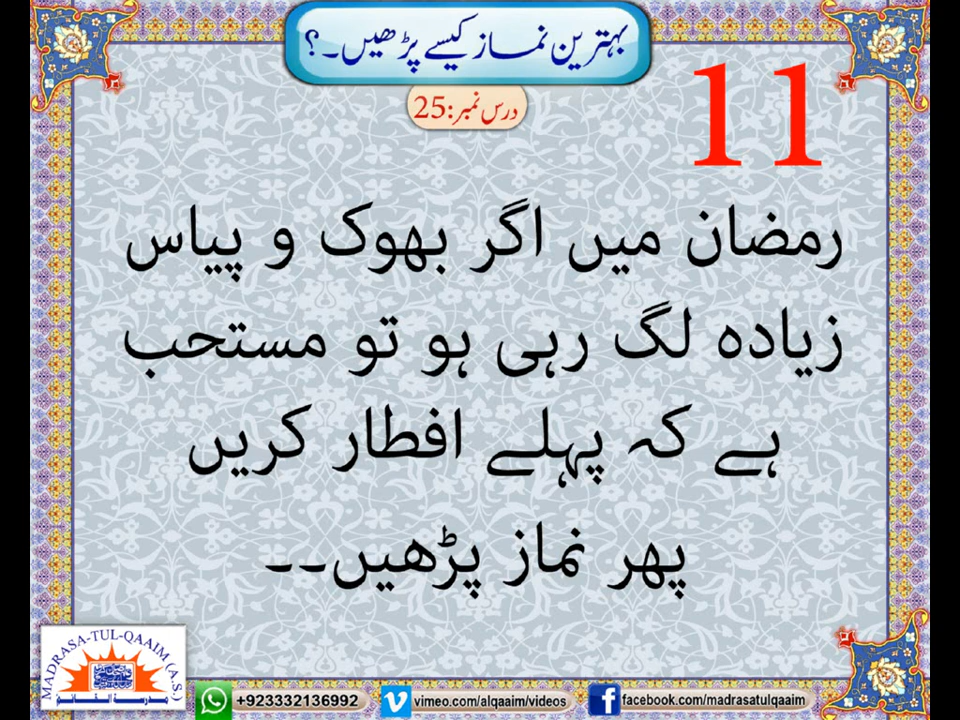 بہترین نماز کیسے پڑھیں۔؟
درس نمبر:25
11
رمضان میں اگر بھوک و پیاس
زیادہ لگ رہی ہو تو مستحب
ہے کہ پہلے افطار کریں
پھر نماز پڑھیں۔۔
MADRASA-TUL-QAAIM (A.S.)
مدرسة القائم
+923332136992
vimeo.com/alqaaim/videos
facebook.com/madrasatulqaaim